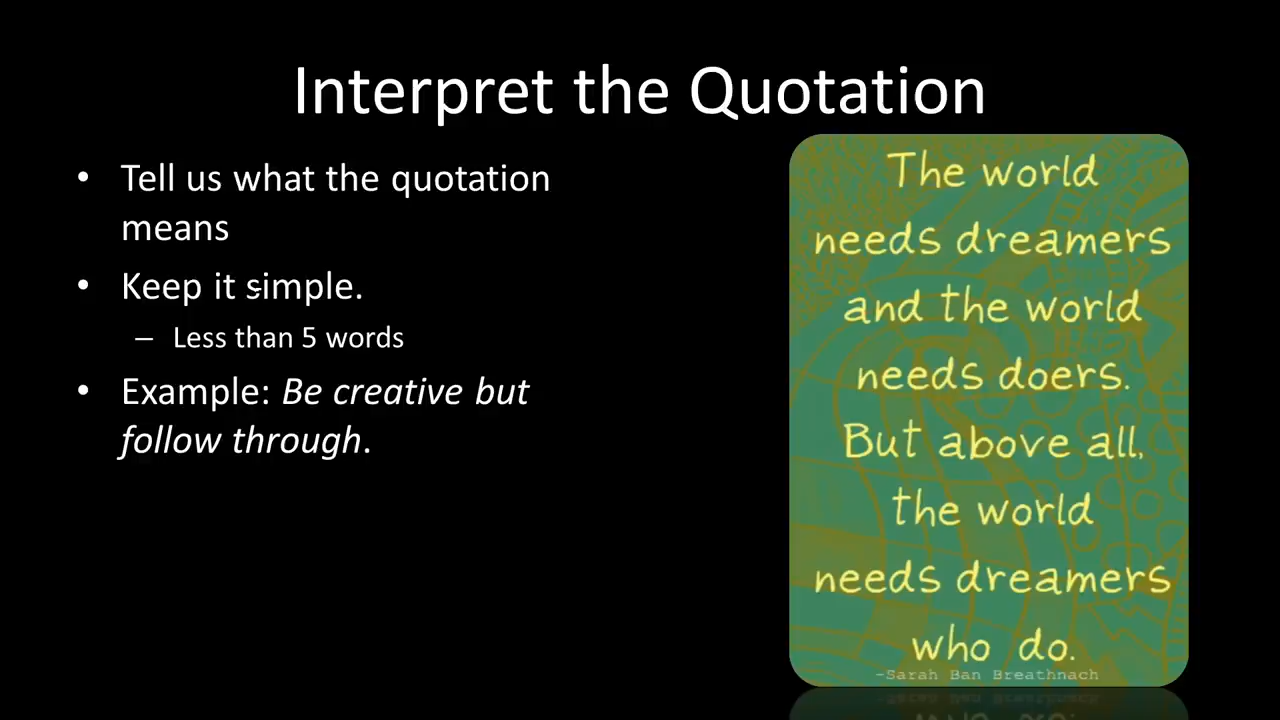 Interpret the Quotation
• Tell us what the quotation
means
• Keep it simple.
– Less than 5 words
• Example: Be creative but
follow through.
The world
needs dreamers
and the world
needs doers.
But above all,
the world
needs dreamers
who do.
-Sarah Ban Breathnach